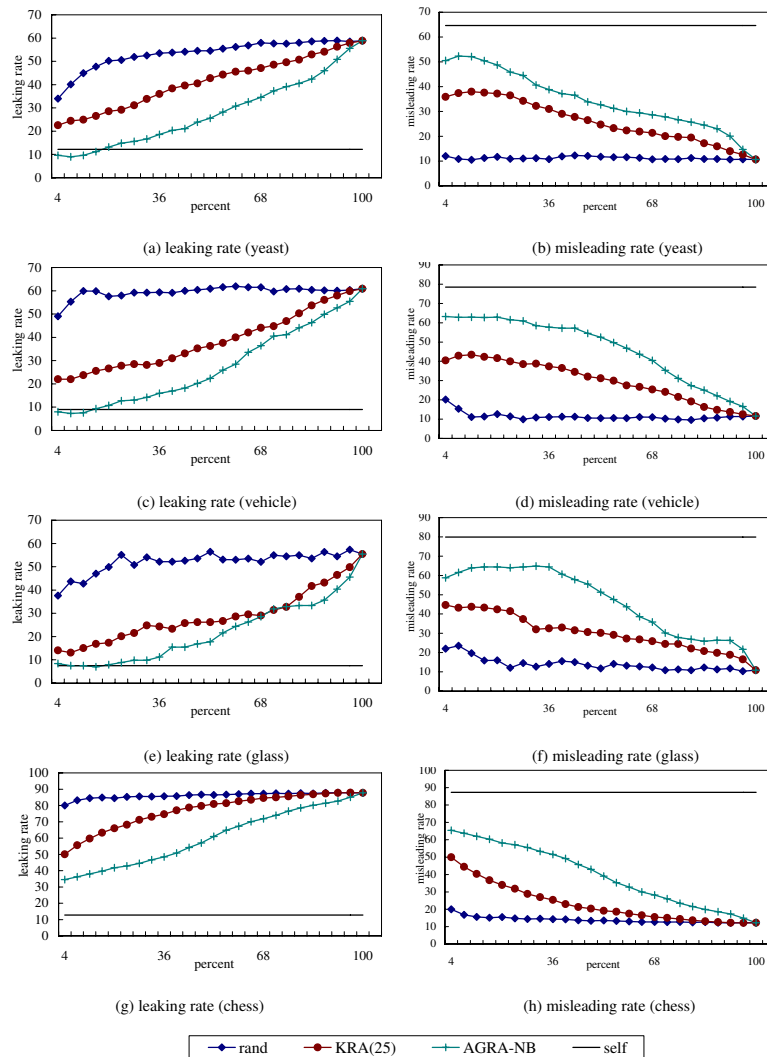 leaking rate
70
60
50
40
30
20
10
0
4 36 68 100
percent
(a) leaking rate (yeast)
misleading rate
70
60
50
40
30
20
10
0
4 36 68 100
percent
(b) misleading rate (yeast)
leaking rate
70
60
50
40
30
20
10
0
4 36 68 100
percent
(c) leaking rate (vehicle)
misleading rate
90
80
70
60
50
40
30
20
10
0
4 36 68 100
percent
(d) misleading rate (vehicle)
leaking rate
70
60
50
40
30
20
10
0
4 36 68 100
percent
(e) leaking rate (glass)
misleading rate
90
80
70
60
50
40
30
20
10
0
4 36 68 100
percent
(f) misleading rate (glass)
leaking rate
100
90
80
70
60
50
40
30
20
10
0
4 36 68 100
percent
(g) leaking rate (chess)
misleading rate
100
90
80
70
60
50
40
30
20
10
0
4 36 68 100
percent
(h) misleading rate (chess)
rand KRA(25) AGRA-NB self